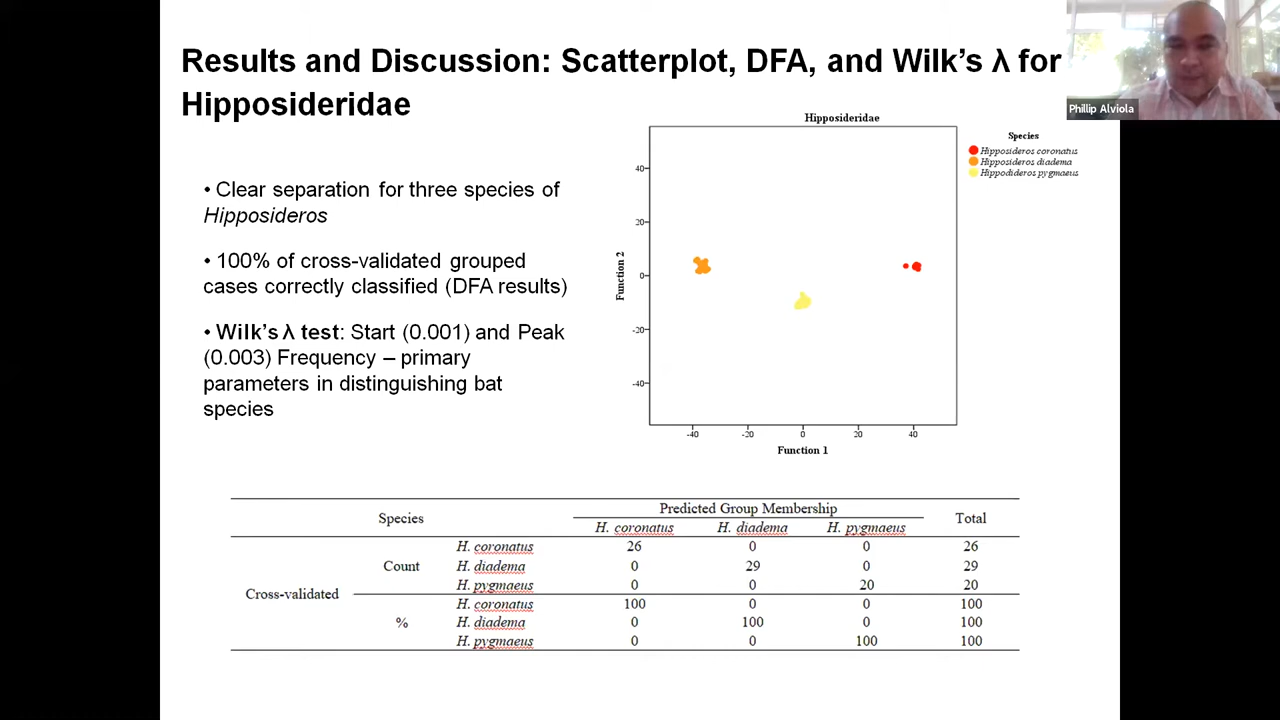 Results and Discussion: Scatterplot, DFA, and Wilk's λ for
Hipposideridae
Phillip Alviola
• Clear separation for three species of
Hipposideros
• 100% of cross-validated grouped
cases correctly classified (DFA results)
• Wilk's λ test: Start (0.001) and Peak
(0.003) Frequency – primary
parameters in distinguishing bat
species
Hipposideridae
Species
Hipposideros coronatus
Hipposideros diadema
Hippodideros pygmaeus
40
20
0
-20
-40
Function 2
-40 -20 0 20 40
Function 1
Species Predicted Group Membership Total
H. coronatus H. diadema H. pygmaeus
Cross-validated Count H. coronatus 26 0 0 26
H. diadema 0 29 0 29
H. pygmaeus 0 0 20 20
% H. coronatus 100 0 0 100
H. diadema 0 100 0 100
H. pygmaeus 0 0 100 100